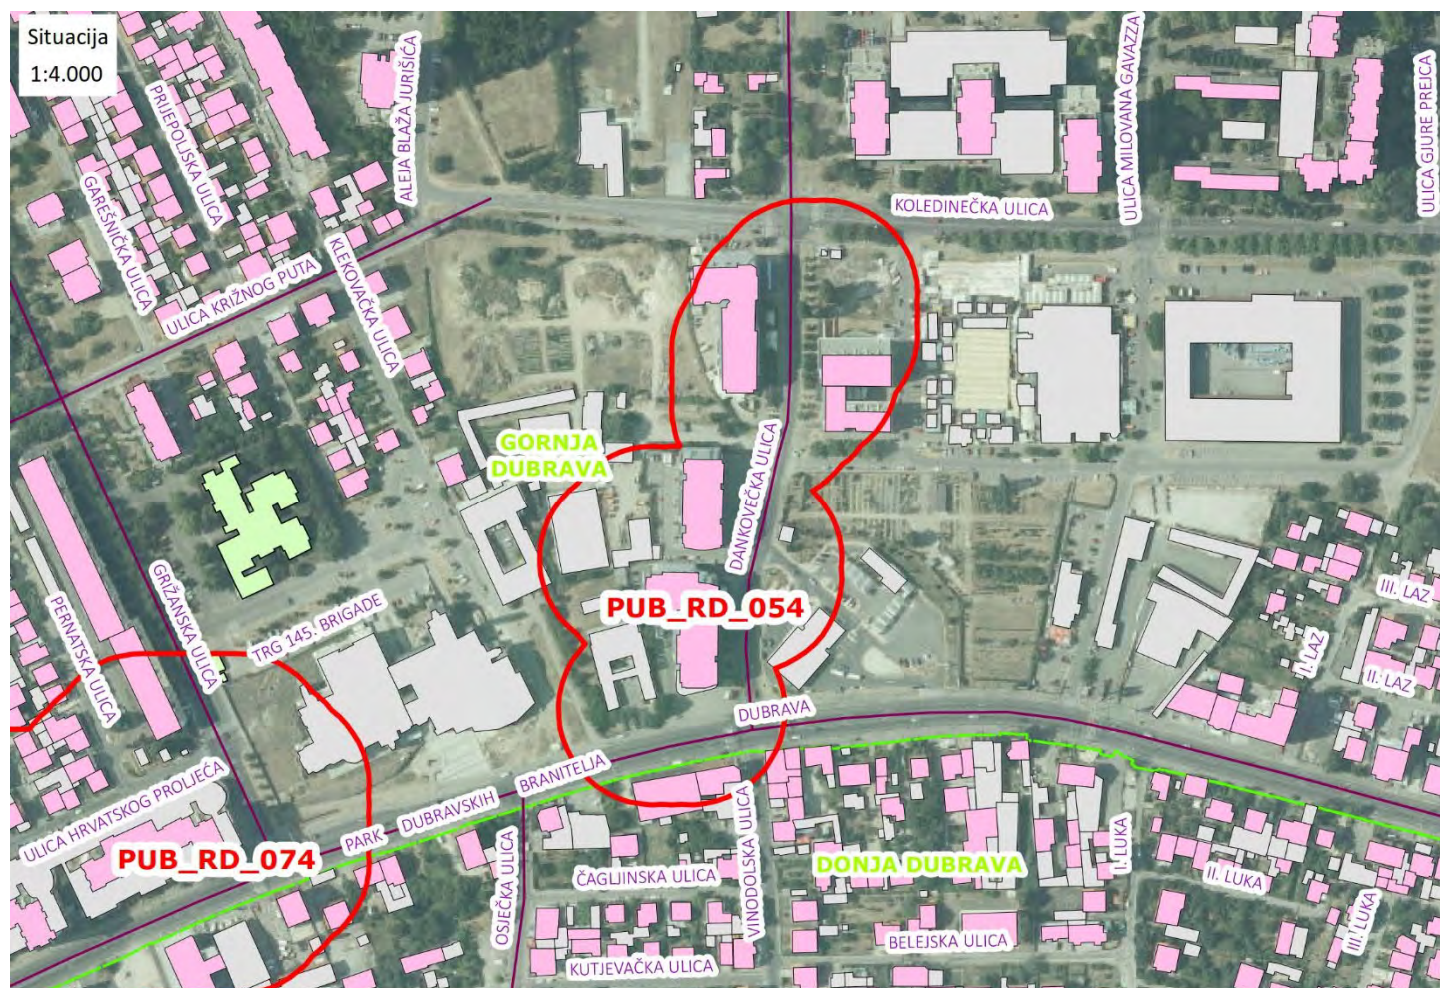 Situacija
1:4.000
PRIJEPOLJSKA ULICA
GAREŠNIČKA ULICA
ALEJA BLAŽA JURIŠIĆA
ULICA KRIŽNOG PUTA
KLEKOVAČKA ULICA
KOLEDINEČKA ULICA
ULICA MILOVANA GAVAZZA
ULICA GJURE PREJCA
GORNJA
DUBRAVA
DANKOVEČKA ULICA
PUB_RD_054
PERNATSKA ULICA
GRIŽANSKA ULICA
TRG 145. BRIGADE
III. LAZ
I. LAZ
II. LAZ
DUBRAVA
ULICA HRVATSKOG PROLJEĆA
PUB_RD_074
PARK DUBRAVSKIH BRANITELJA
OSJEČKA ULICA
ČAGLJINSKA ULICA
VINODOLSKA ULICA
DONJA DUBRAVA
I. LUKA
II. LUKA
III. LUKA
BELEJSKA ULICA
KUTJEVAČKA ULICA